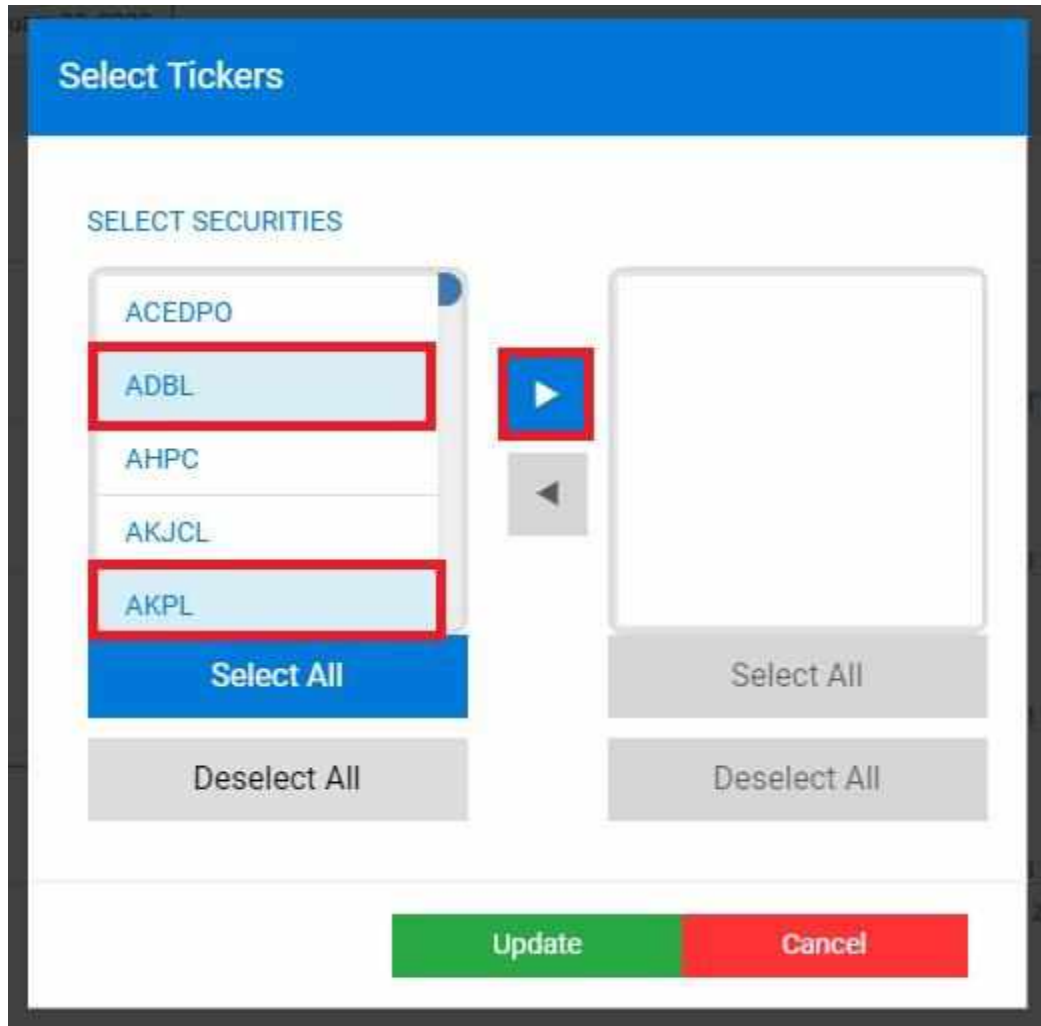 Select Tickers
SELECT SECURITIES
ACEDPO
ADBL
AHPC
AKJCL
AKPL
Select All
Select All
Deselect All
Deselect All
Update
Cancel